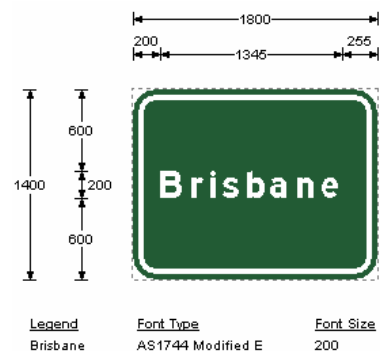 1800
200 255
1345
600
1400 200
Brisbane
600
Legend Font Type Font Size
Brisbane AS1744 Modified E 200